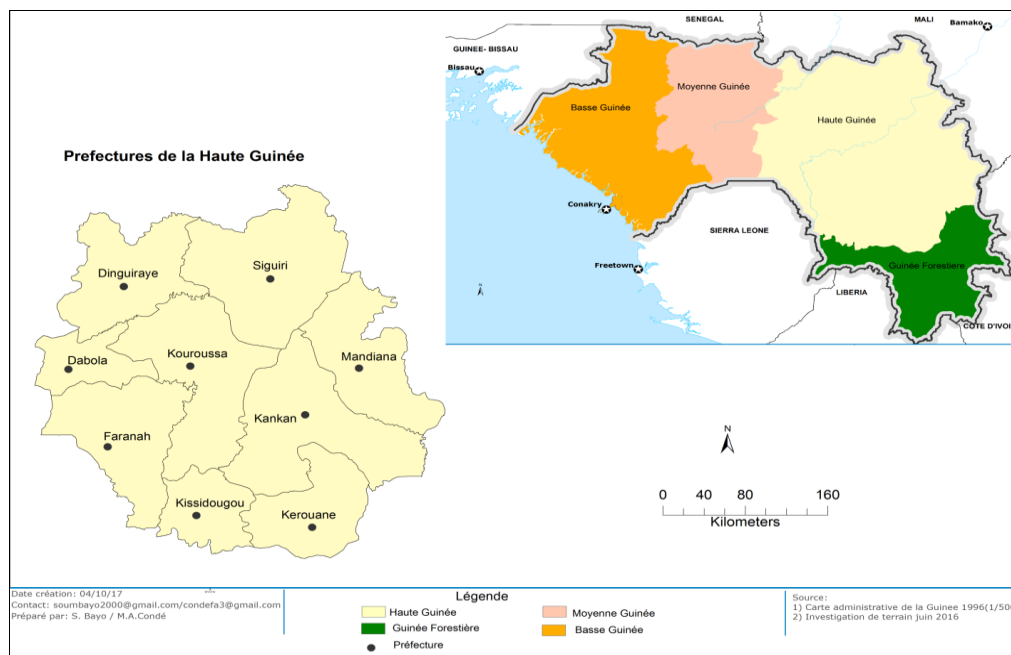 SENEGAL
MALI
Bamako
GUINEE- BISSAU
Bissau
Moyenne Guinée
Basse Guinée
Haute Guinée
Conakry
SIERRA LEONE
Freetown
Guinée Forestiere
LIBERIA
COTE D'IVOI
N
Prefectures de la Haute Guinée
Dinguiraye
Siguiri
Dabola
Kouroussa
Mandiana
Kankan
Faranah
Kissidougou
Kerouane
N
0 40 80 160
Kilometers
Date création: 04/10/17
Contact: soumbayo2000@gmail.com/condefa3@gmail.com
Préparé par: S. Bayo / M.A.Condé
Légende
Haute Guinée
Moyenne Guinée
Guinée Forestière
Basse Guinée
Préfecture
Source:
1) Carte administrative de la Guinee 1996(1/500
2) Investigation de terrain juin 2016